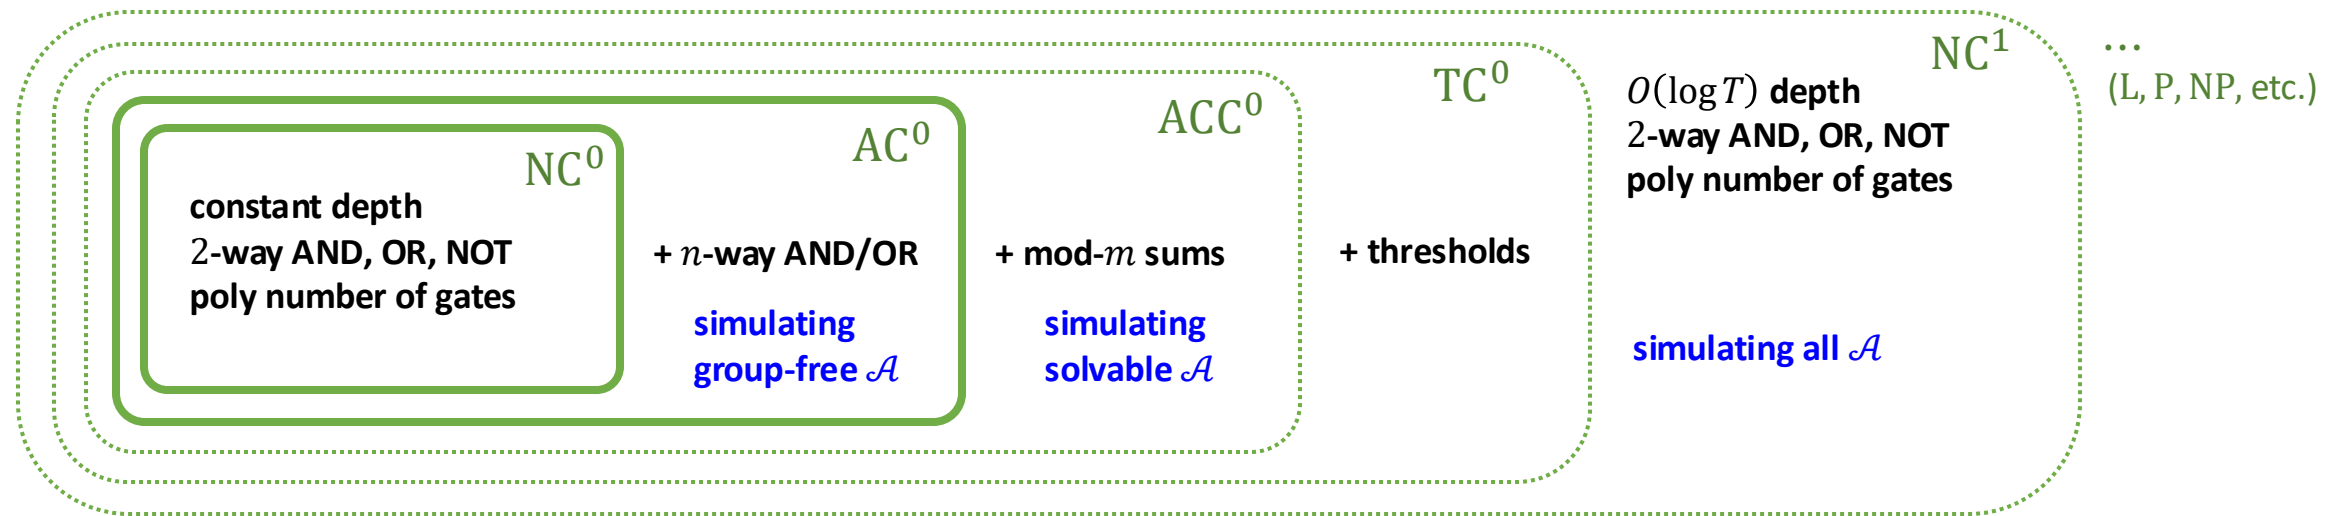 NC⁰
constant depth
2-way AND, OR, NOT
poly number of gates
AC⁰
+ n-way AND/OR
simulating
group-free 𝒜
ACC⁰
+ mod-m sums
simulating
solvable 𝒜
TC⁰
+ thresholds
NC¹
O(log T) depth
2-way AND, OR, NOT
poly number of gates
simulating all 𝒜
...
(L, P, NP, etc.)